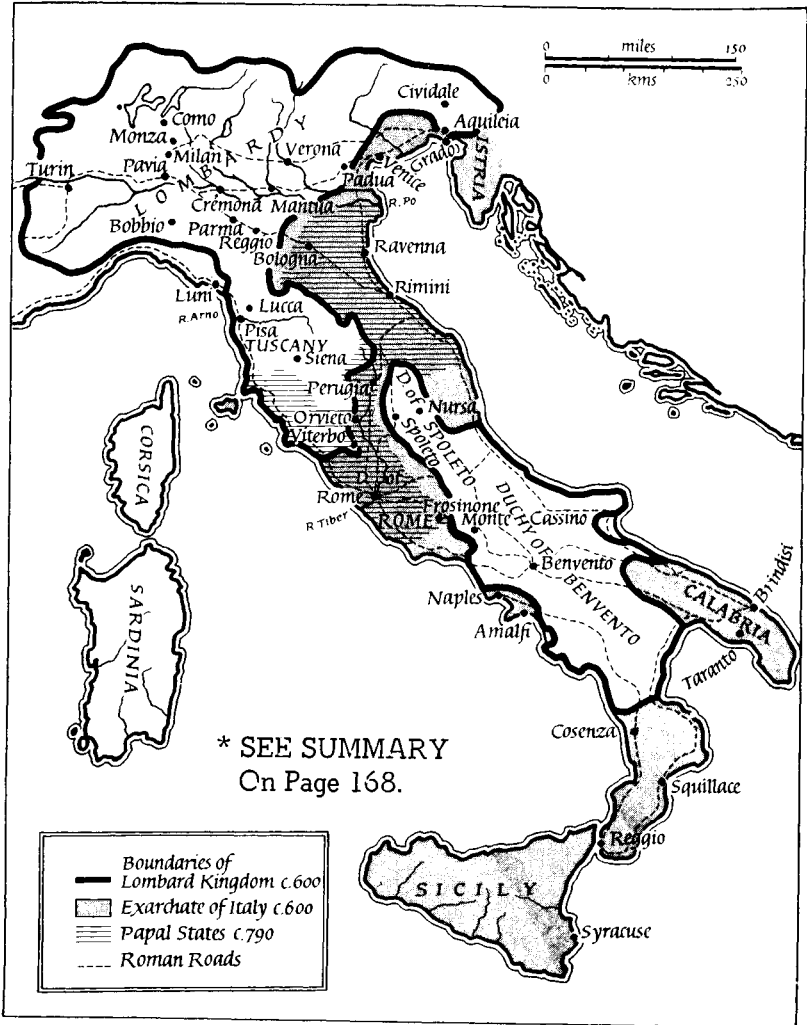 0 miles 150
0 kms 250
Cividale
Aquileia
Como
Monza
Milan
Verona
Venice
Grado
ISTRIA
Turin
Pavia
LOMBARDY
Padua
Cremona
Mantua
R. Po
Bobbio
Parma
Reggio
Bologna
Ravenna
Luni
Lucca
Rimini
R. Arno
Pisa
TUSCANY
Siena
Perugia
D. of SPOLETO
Nursa
Orvieto
Spoleto
Viterbo
CORSICA
D. of
Rome
ROME
Frosinone
Monte Cassino
R Tiber
DUCHY OF BENVENTO
Benvento
SARDINIA
Naples
Amalfi
Brindisi
CALABRIA
Taranto
Cosenza
* SEE SUMMARY
On Page 168.
Squillace
Reggio
SICILY
Syracuse
Boundaries of
Lombard Kingdom c.600
Exarchate of Italy c.600
Papal States c.790
Roman Roads